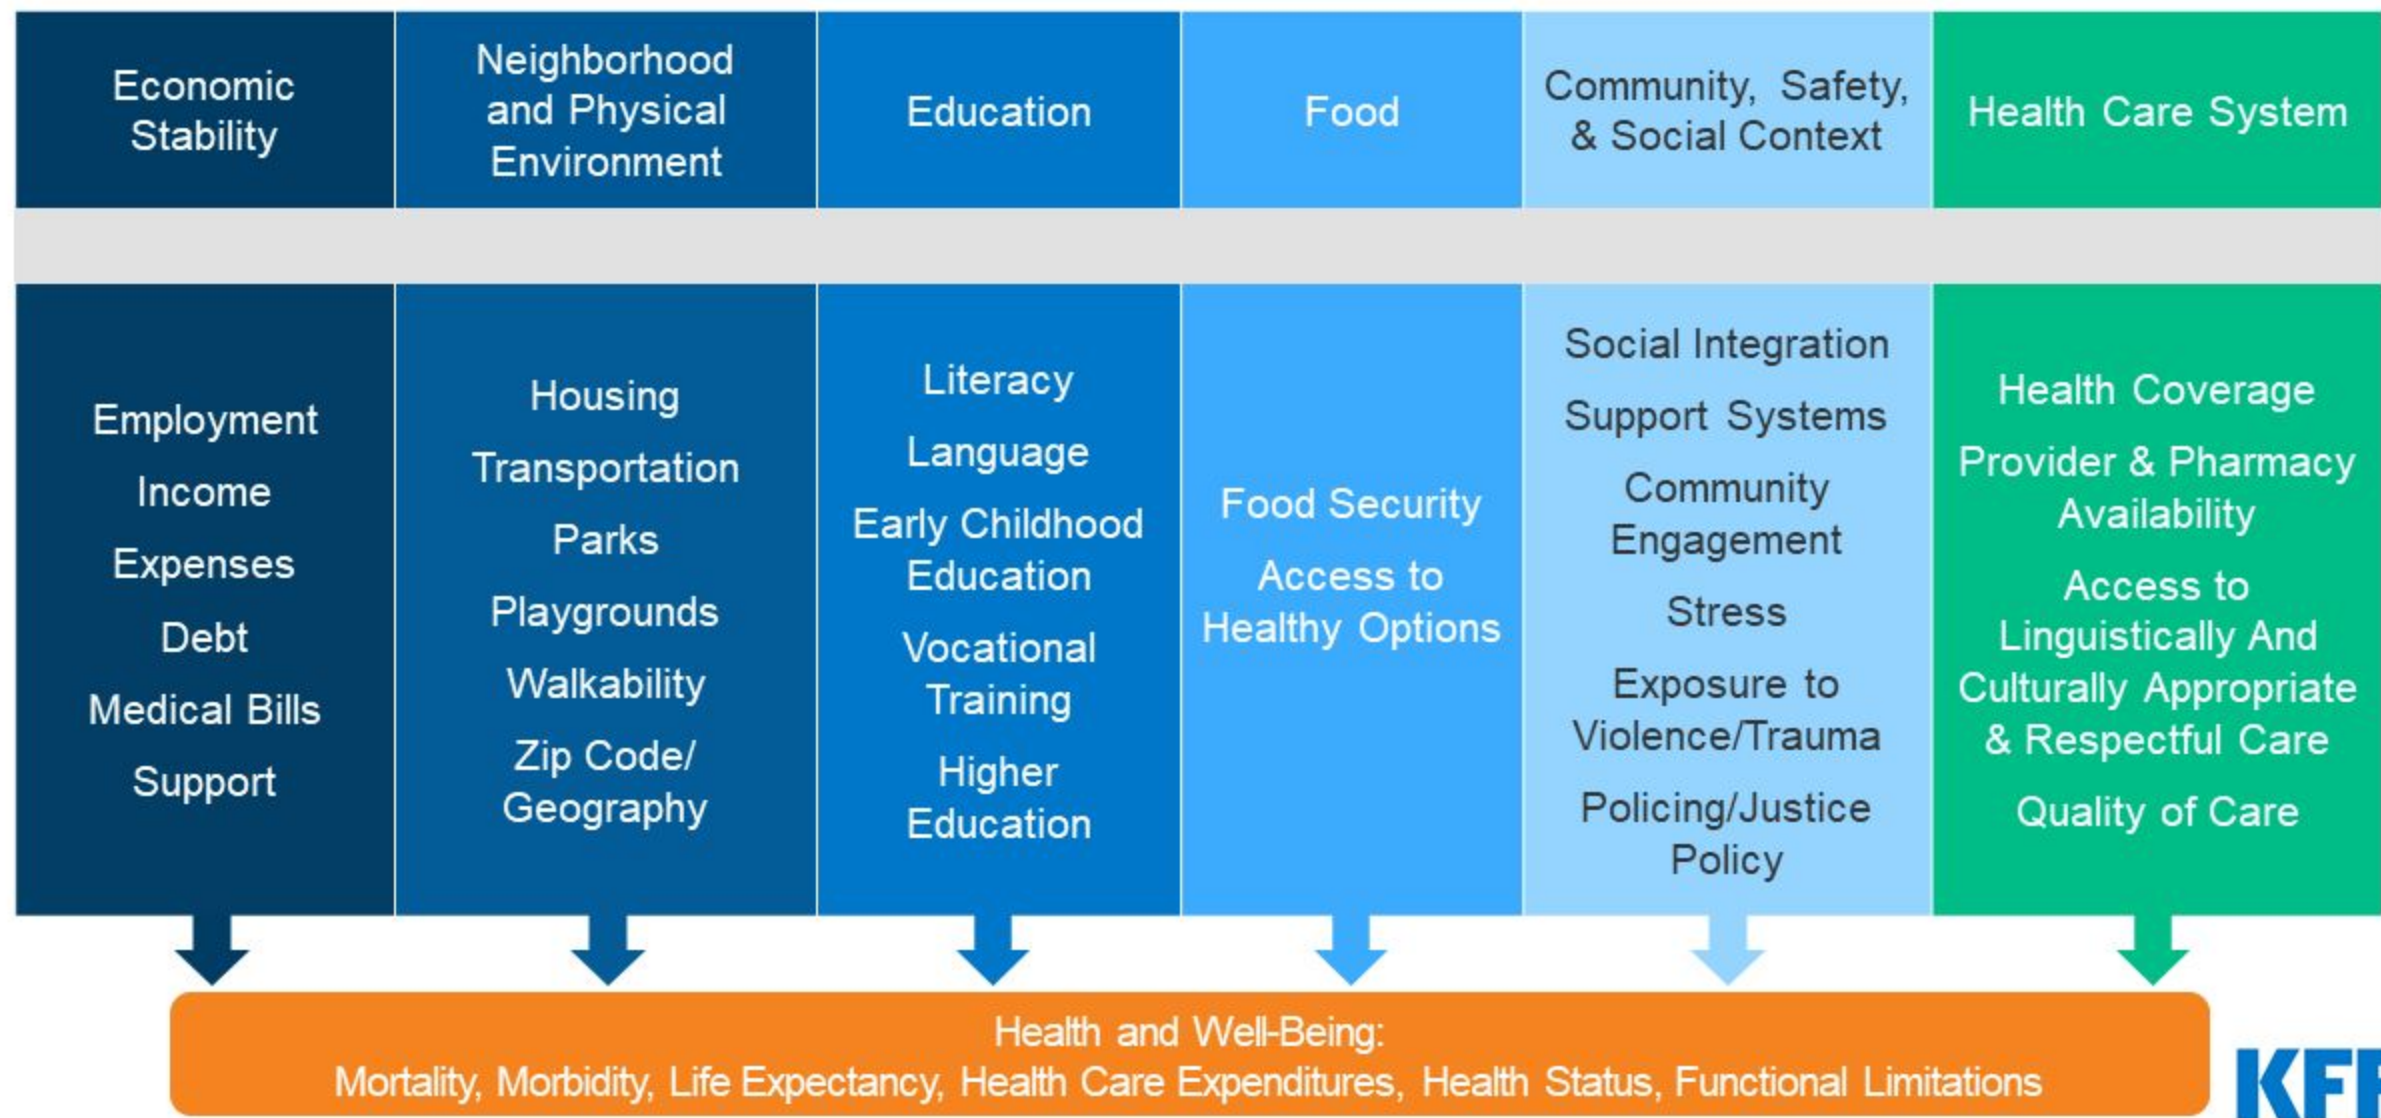 Economic
Stability
Neighborhood
and Physical
Environment
Education
Food
Community, Safety,
& Social Context
Health Care System
Employment
Income
Expenses
Debt
Medical Bills
Support
Housing
Transportation
Parks
Playgrounds
Walkability
Zip Code/
Geography
Literacy
Language
Early Childhood
Education
Vocational
Training
Higher
Education
Food Security
Access to
Healthy Options
Social Integration
Support Systems
Community
Engagement
Stress
Exposure to
Violence/Trauma
Policing/Justice
Policy
Health Coverage
Provider & Pharmacy
Availability
Access to
Linguistically And
Culturally Appropriate
& Respectful Care
Quality of Care
Health and Well-Being:
Mortality, Morbidity, Life Expectancy, Health Care Expenditures, Health Status, Functional Limitations
KFF